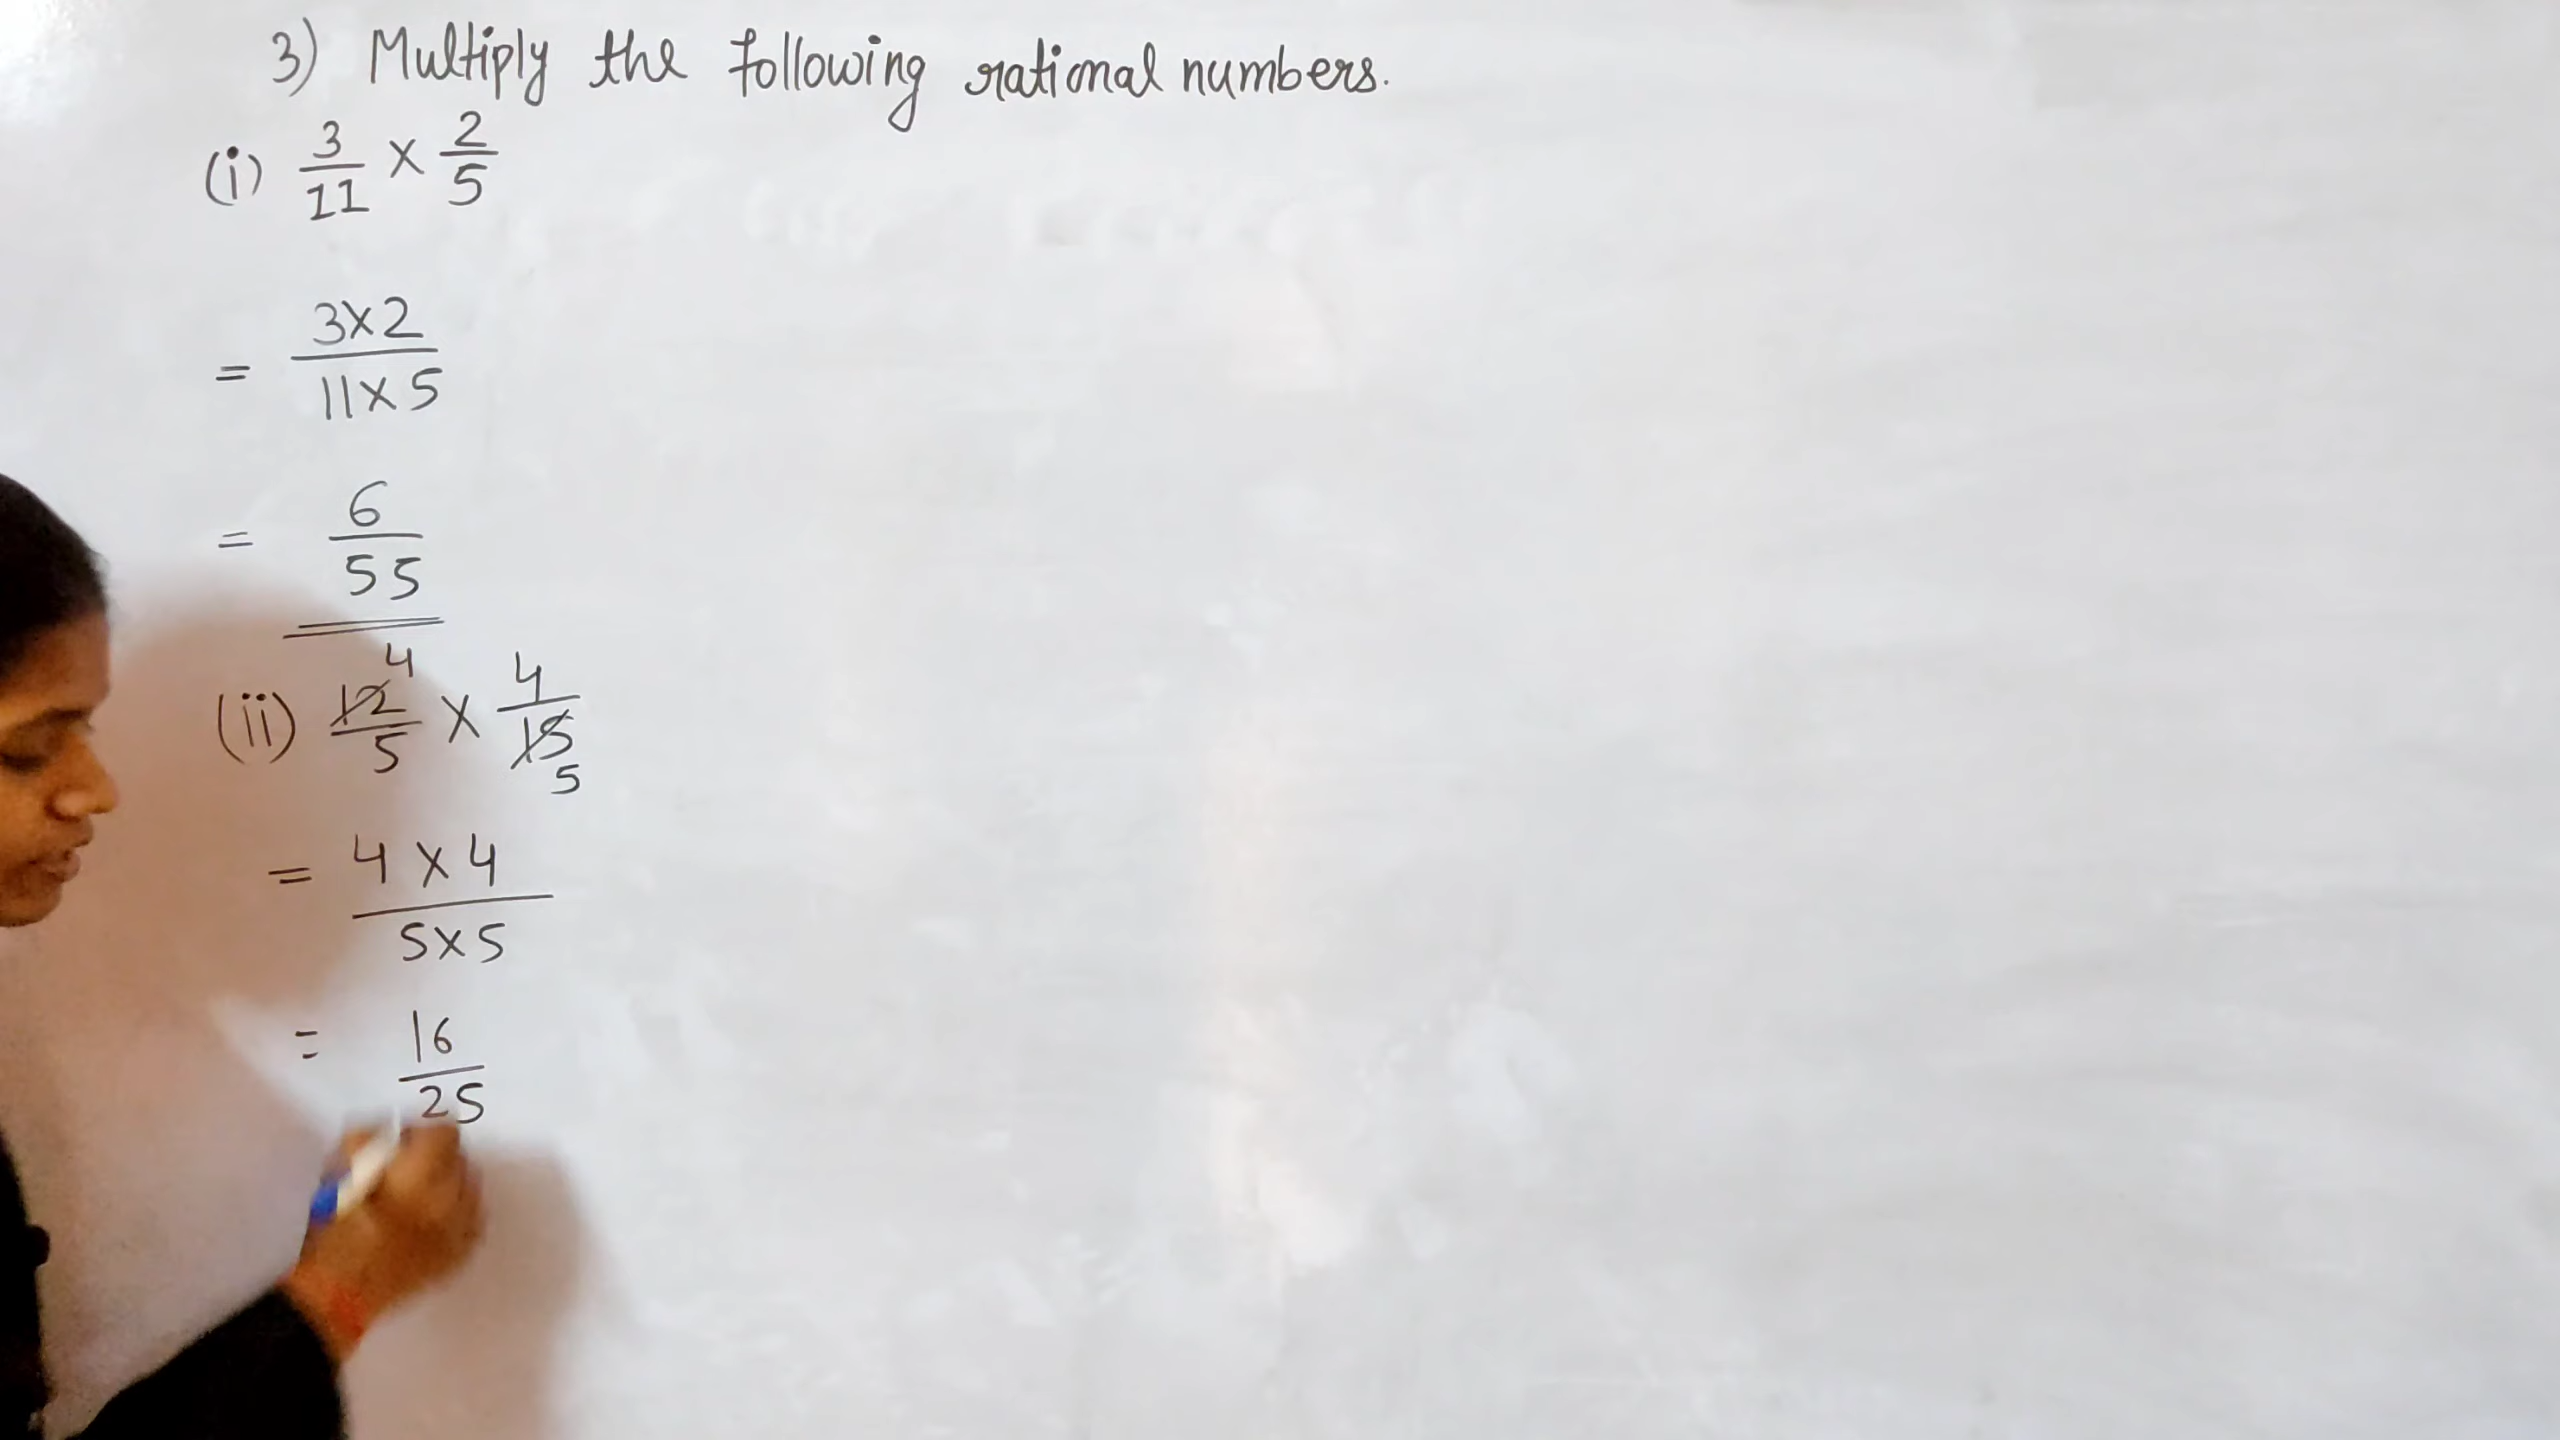 3) Multiply the following rational numbers.
(i) 3/11 × 2/5
= 3×2/11×5
= 6/55
(ii) 12 4/5 × 4/15 5
= 4×4/5×5
= 16/25